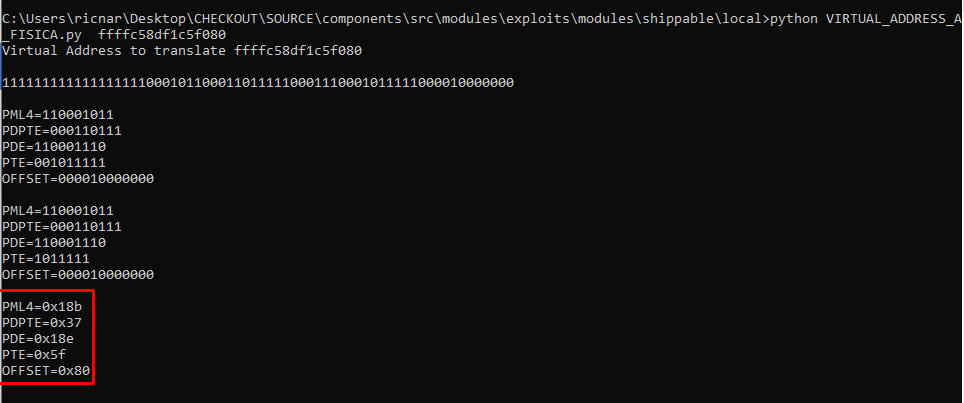 C:\Users\ricnar\Desktop\CHECKOUT\SOURCE\components\src\modules\exploits\modules\shippable\local>python VIRTUAL_ADDRESS_A
_FISICA.py  ffffc58df1c5f080
Virtual Address to translate ffffc58df1c5f080
1111111111111111110001011000110111110001110001011111000010000000
PML4=110001011
PDPTE=000110111
PDE=110001110
PTE=001011111
OFFSET=000010000000
PML4=110001011
PDPTE=000110111
PDE=110001110
PTE=1011111
OFFSET=000010000000
PML4=0x18b
PDPTE=0x37
PDE=0x18e
PTE=0x5f
OFFSET=0x80